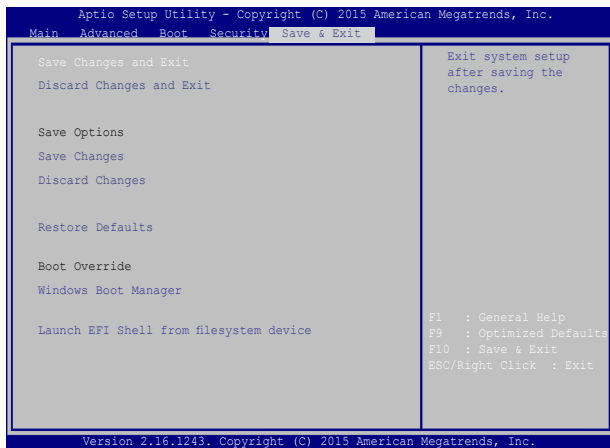 Aptio Setup Utility - Copyright (C) 2015 American Megatrends, Inc.
Main Advanced Boot Security Save & Exit
Save Changes and Exit
Discard Changes and Exit
Save Options
Save Changes
Discard Changes
Restore Defaults
Boot Override
Windows Boot Manager
Launch EFI Shell from filesystem device
Exit system setup
after saving the
changes.
F1 : General Help
F9 : Optimized Defaults
F10 : Save & Exit
ESC/Right Click : Exit
Version 2.16.1243. Copyright (C) 2015 American Megatrends, Inc.